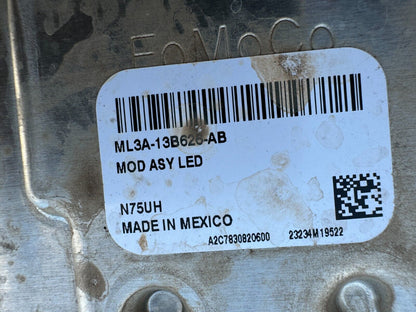 FoMoCo
ML3A-13B626-AB
MOD ASY LED
N75UH
MADE IN MEXICO
A2C7830820600 23234M19522